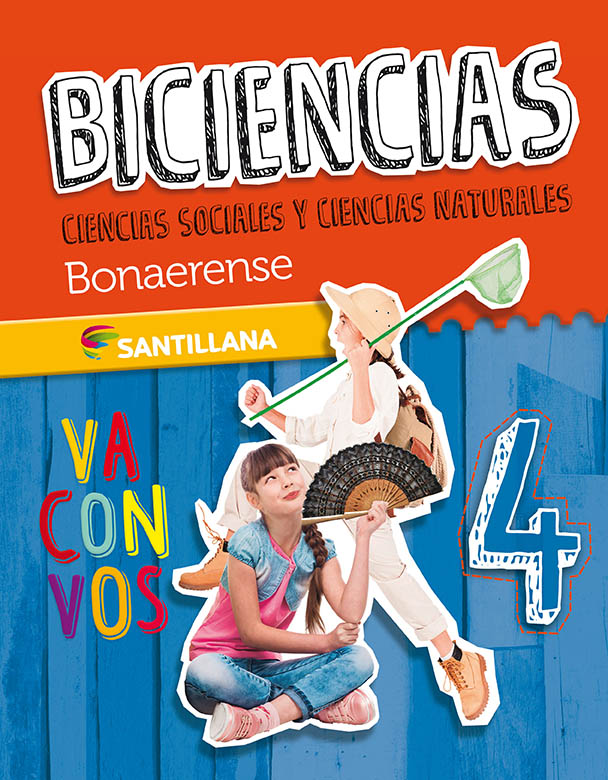 BICIENCIAS
CIENCIAS SOCIALES Y CIENCIAS NATURALES
Bonaerense
SANTILLANA
VA
CON
VOS
4